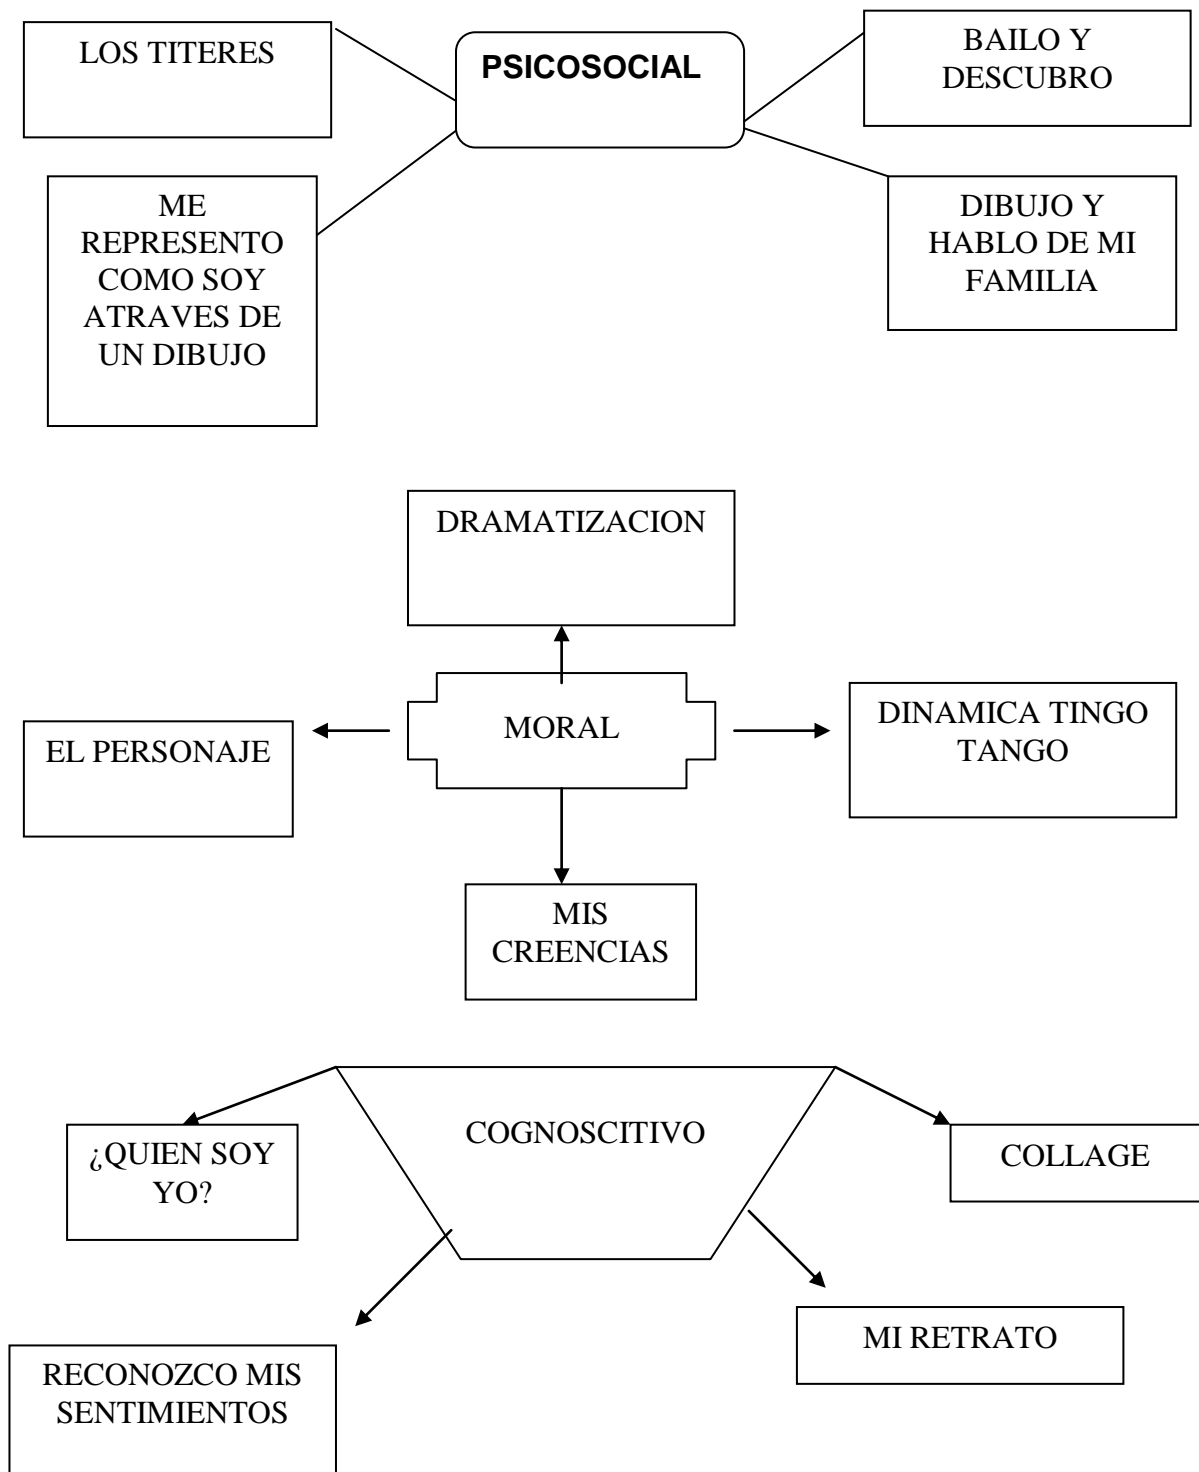 LOS TITERES
PSICOSOCIAL
BAILO Y
DESCUBRO
ME
REPRESENTO
COMO SOY
ATRAVES DE
UN DIBUJO
DIBUJO Y
HABLO DE MI
FAMILIA
DRAMATIZACION
EL PERSONAJE
MORAL
DINAMICA TINGO
TANGO
MIS
CREENCIAS
COGNOSCITIVO
¿QUIEN SOY
YO?
COLLAGE
RECONOZCO MIS
SENTIMIENTOS
MI RETRATO